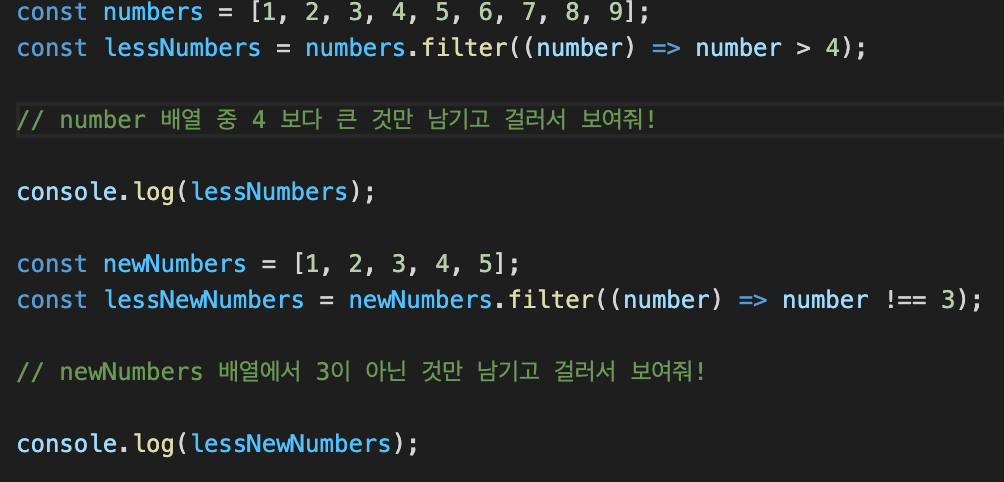 const numbers = [1, 2, 3, 4, 5, 6, 7, 8, 9];
const lessNumbers = numbers.filter((number) => number > 4);
// number 배열 중 4 보다 큰 것만 남기고 걸러서 보여줘!
console.log(lessNumbers);
const newNumbers = [1, 2, 3, 4, 5];
const lessNewNumbers = newNumbers.filter((number) => number !== 3);
// newNumbers 배열에서 3이 아닌 것만 남기고 걸러서 보여줘!
console.log(lessNewNumbers);